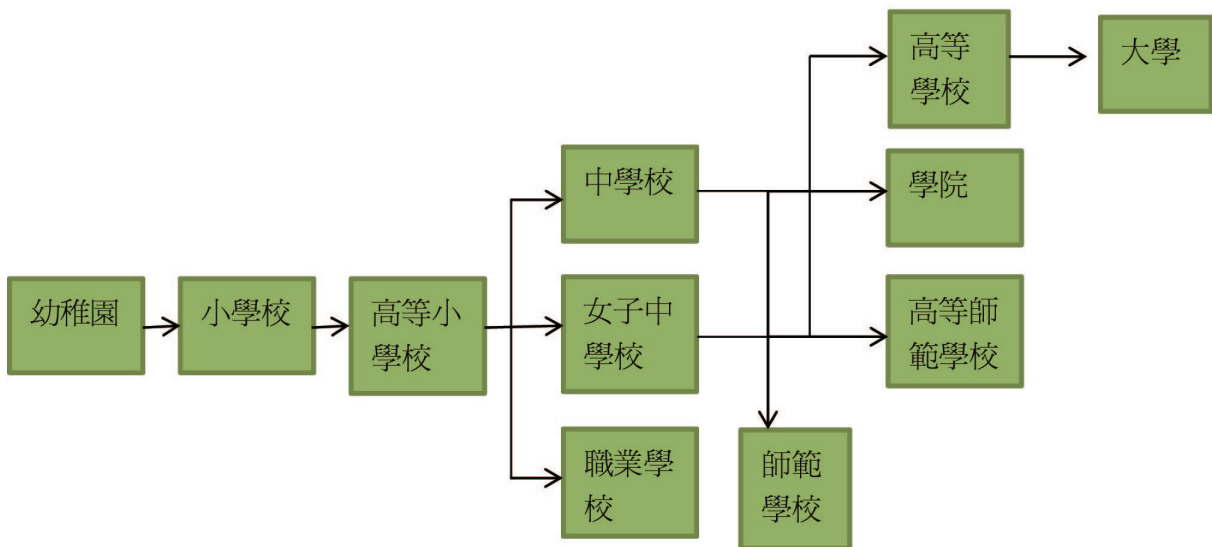 幼稚園
小學校
高等小
學校
中學校
女子中
學校
職業學
校
師範
學校
高等
學校
學院
高等師
範學校
大學